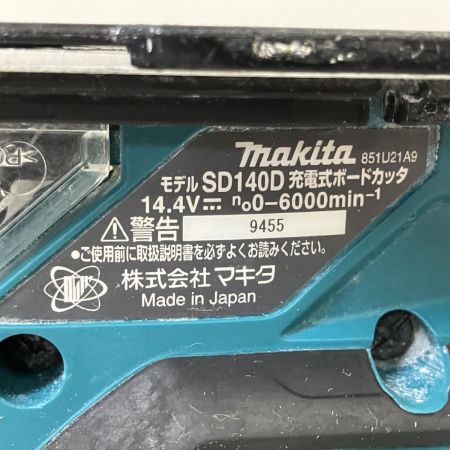 makita 851U21A9
モデル SD140D 充電式ボードカッタ
14.4V⎓ n₀0-6000min⁻¹
⚠警告 9455
•ご使用前に取扱説明書を必ずよくお読みください。
株式会社 マキタ
Made in Japan